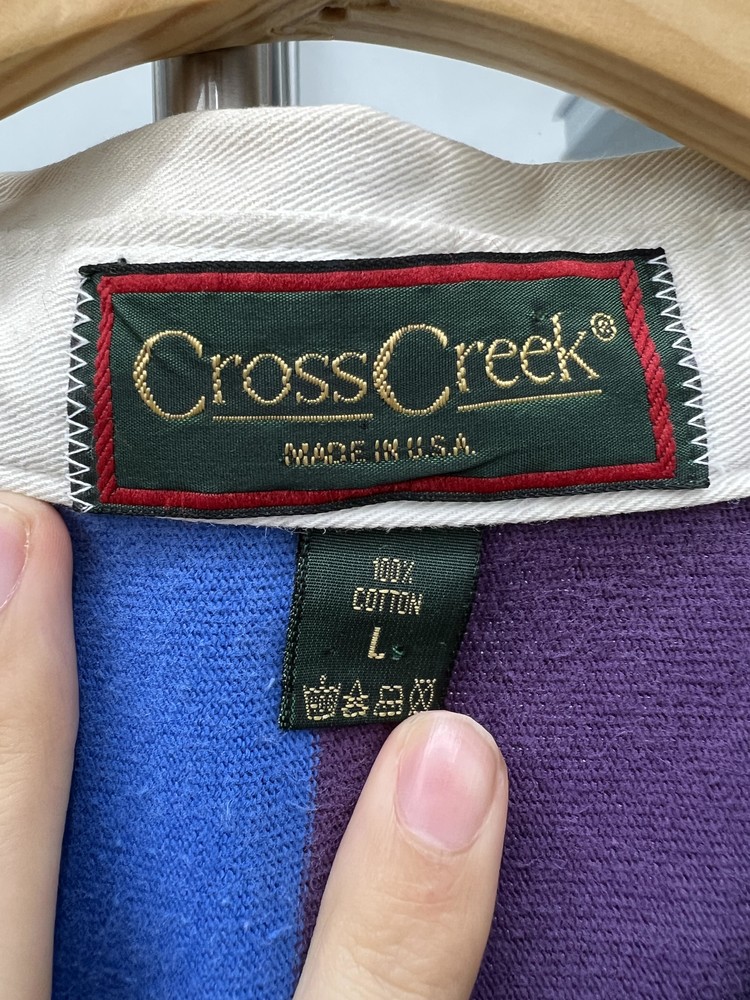 CrossCreek®
MADE IN U.S.A.
100%
COTTON
L